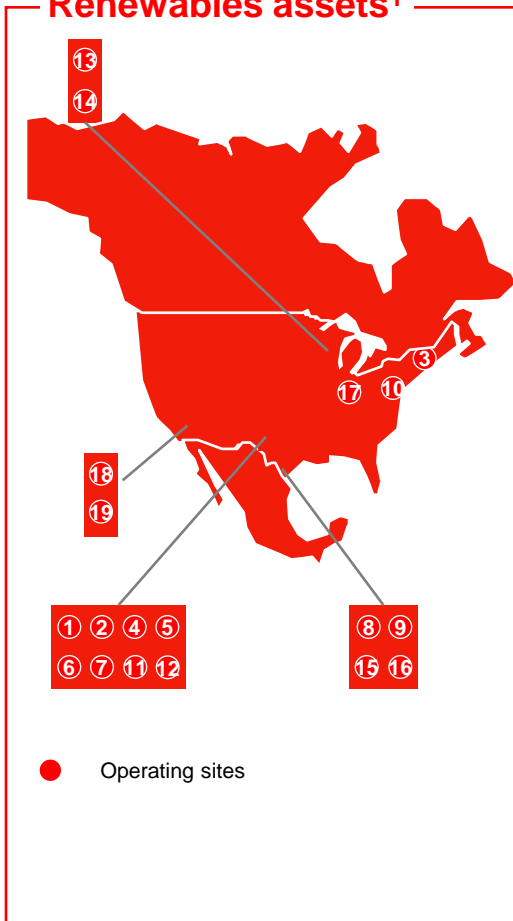 Renewables assets¹
⑬
⑭
③
⑰ ⑩
⑱
⑲
① ② ④ ⑤
⑥ ⑦ ⑪ ⑫
⑧ ⑨
⑮ ⑯
Operating sites